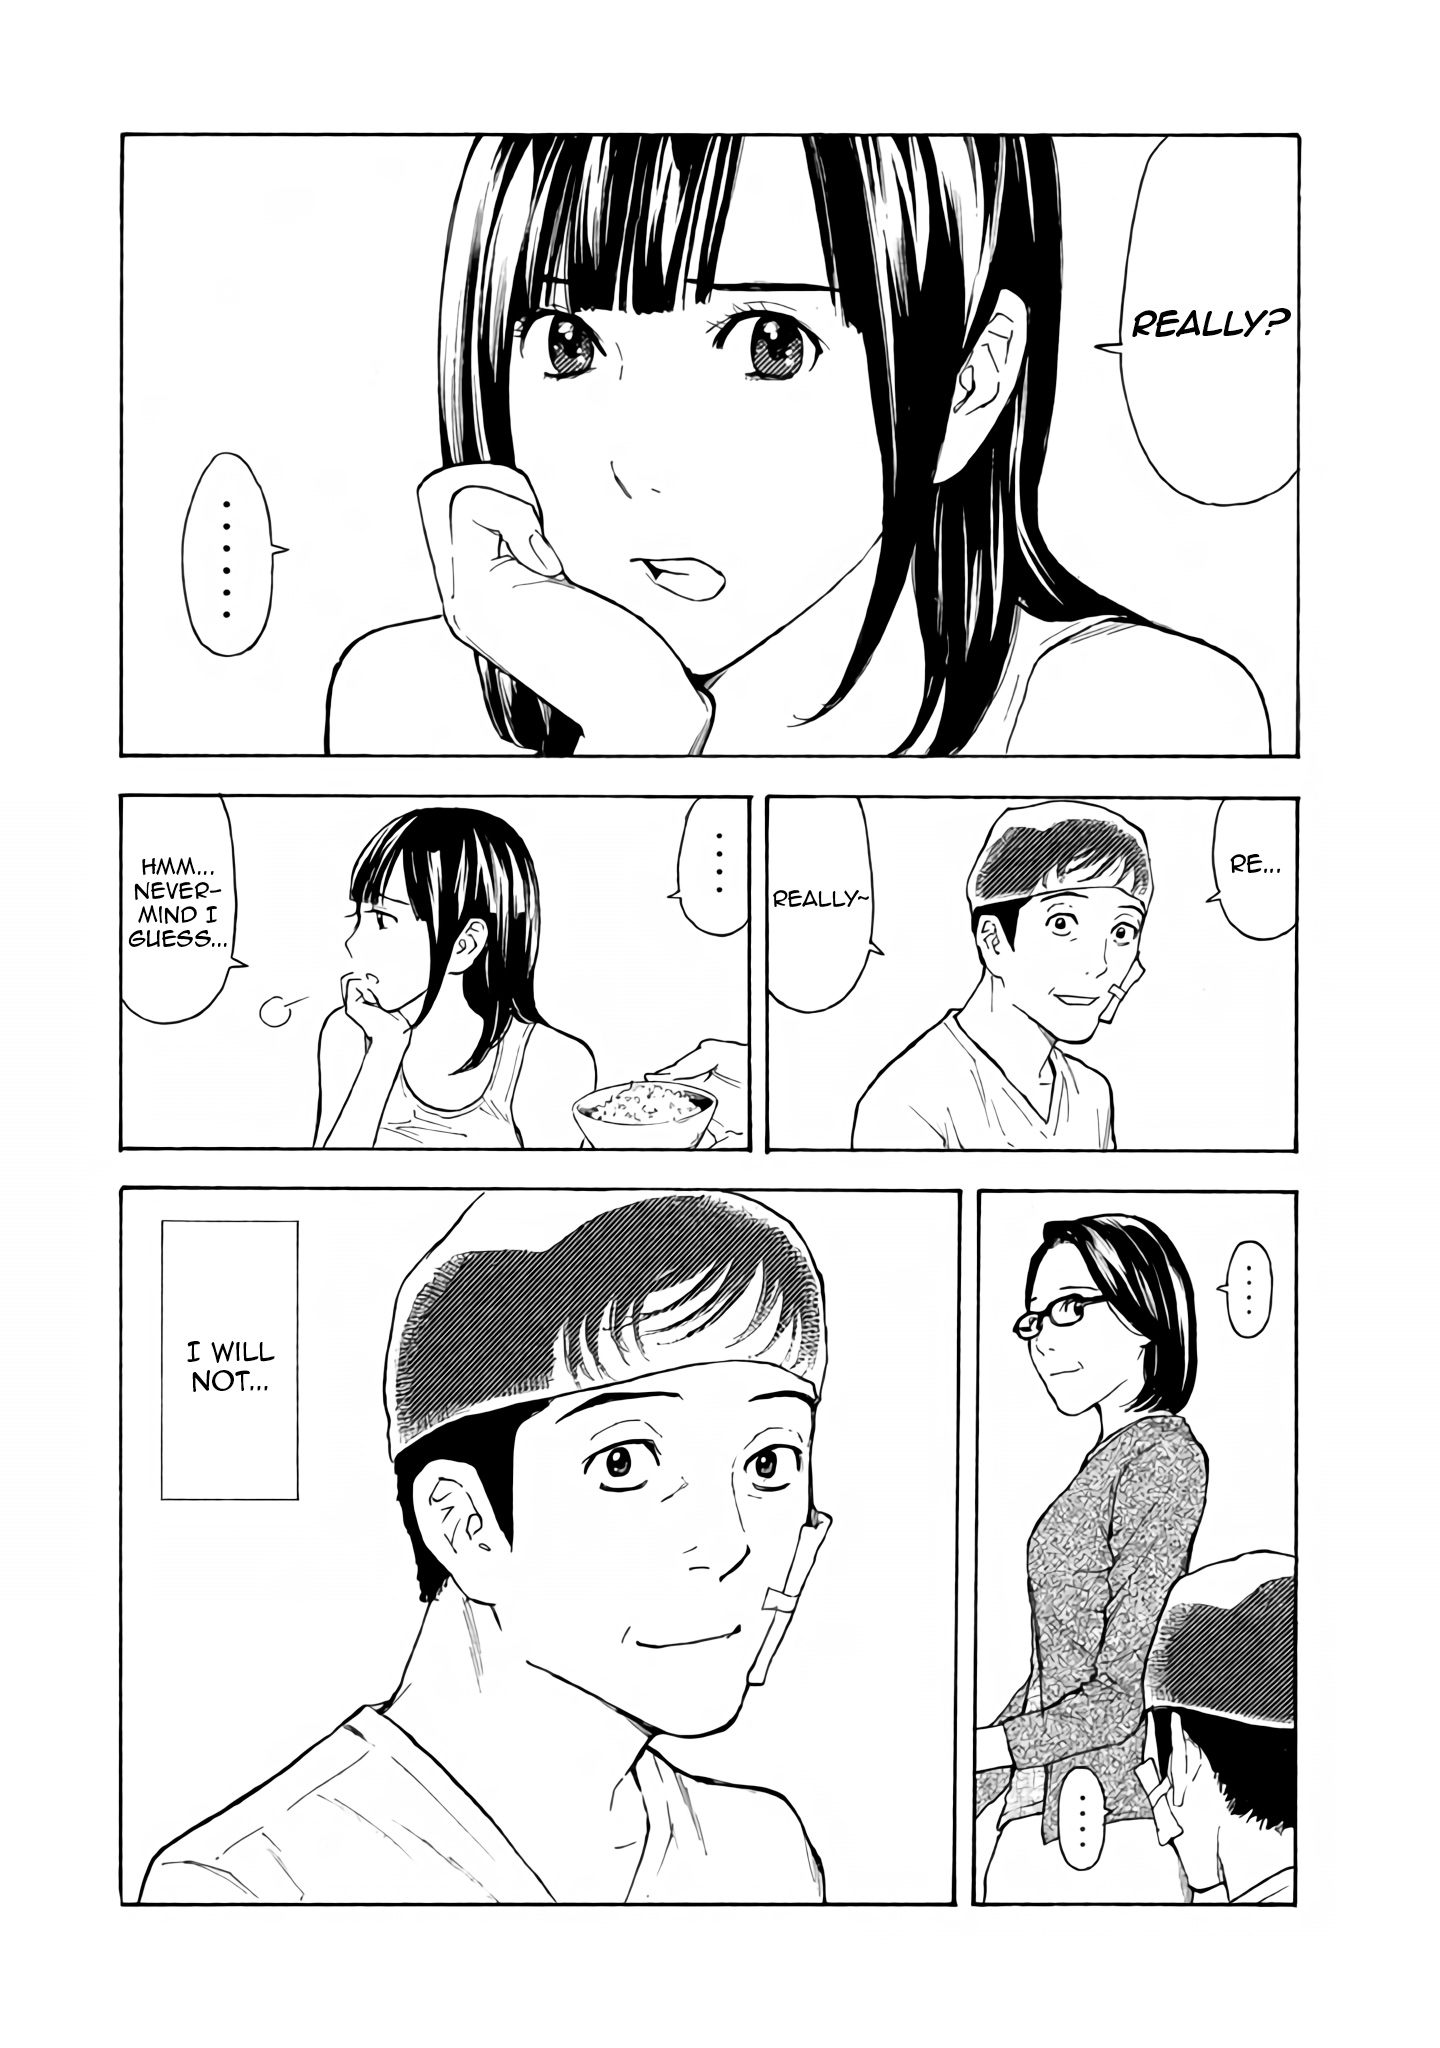 REALLY?
......
RE...
REALLY~
....
HMM...
NEVER-
MIND I
GUESS...
....
....
I WILL
NOT...